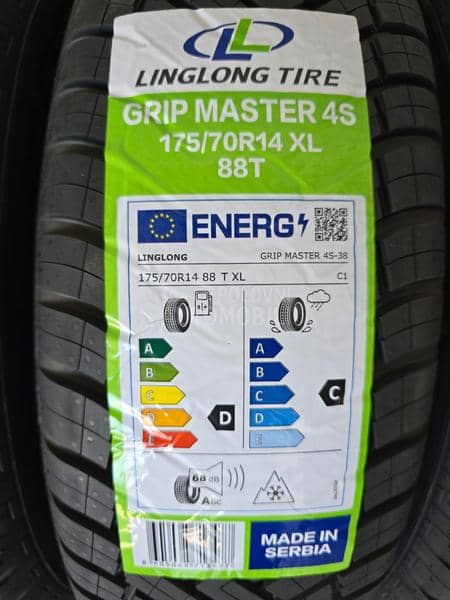 LINGLONG TIRE
GRIP MASTER 4S
175/70R14 XL
88T
ENERG
LINGLONG GRIP MASTER 4S-38
175/70R14 88 T XL C1
A A
B B
C C C
D D D
E E
68 dB
ABC
MADE IN
SERBIA